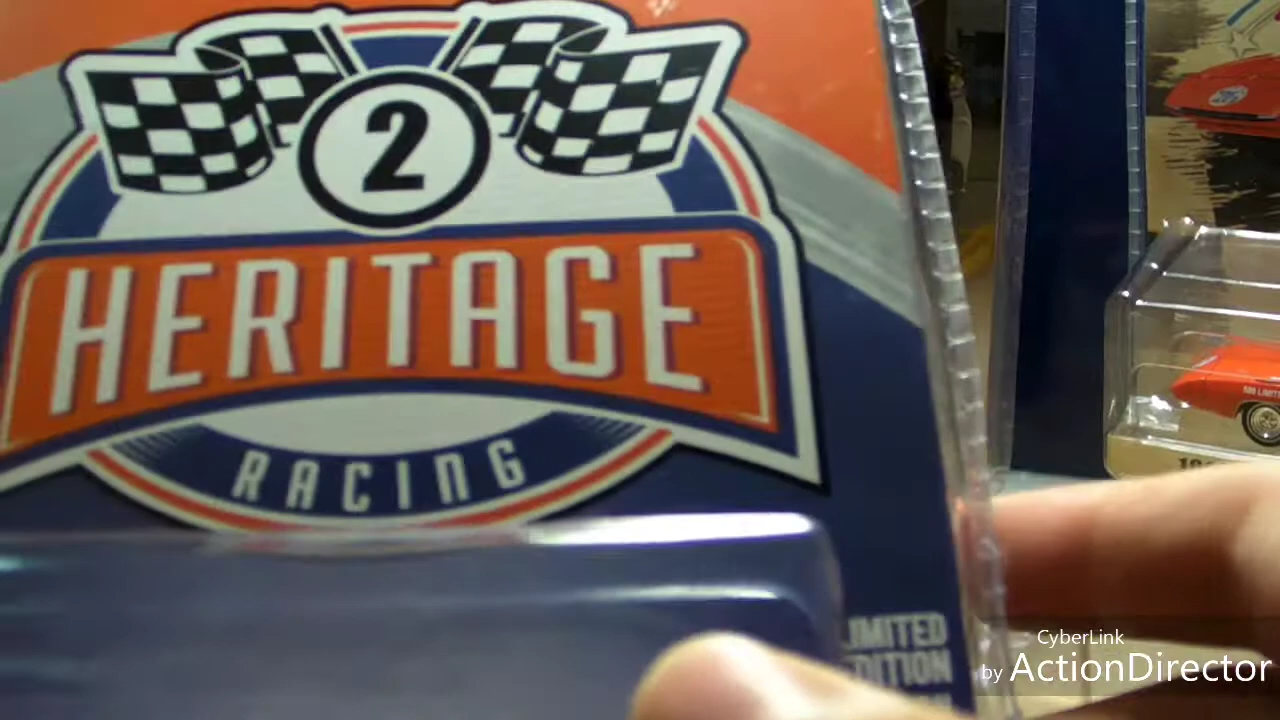 2
HERITAGE
RACING
LIMITED
EDITION
CyberLink
by ActionDirector